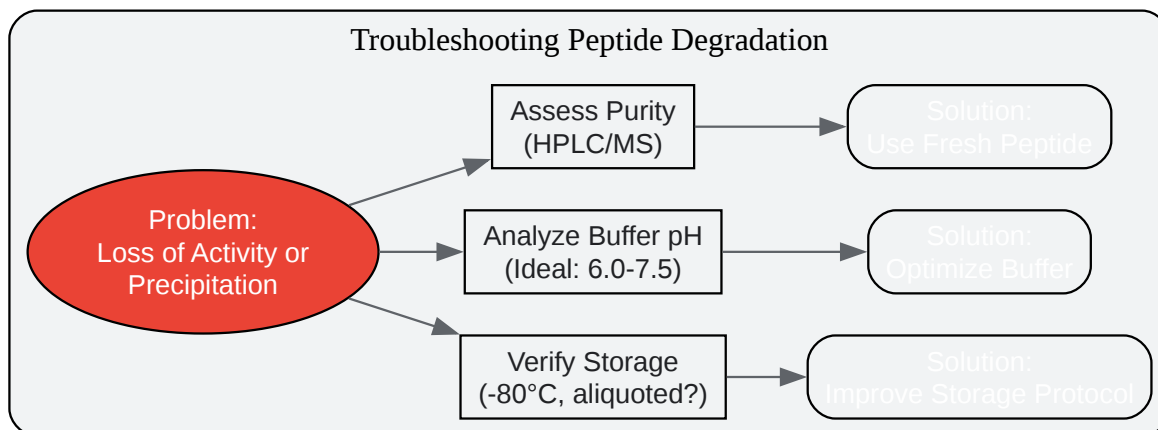 Troubleshooting Peptide Degradation
Problem:
Loss of Activity or
Precipitation
Assess Purity
(HPLC/MS)
Solution:
Use Fresh Peptide
Analyze Buffer pH
(Ideal: 6.0-7.5)
Solution:
Optimize Buffer
Verify Storage
(-80°C, aliquoted?)
Solution:
Improve Storage Protocol